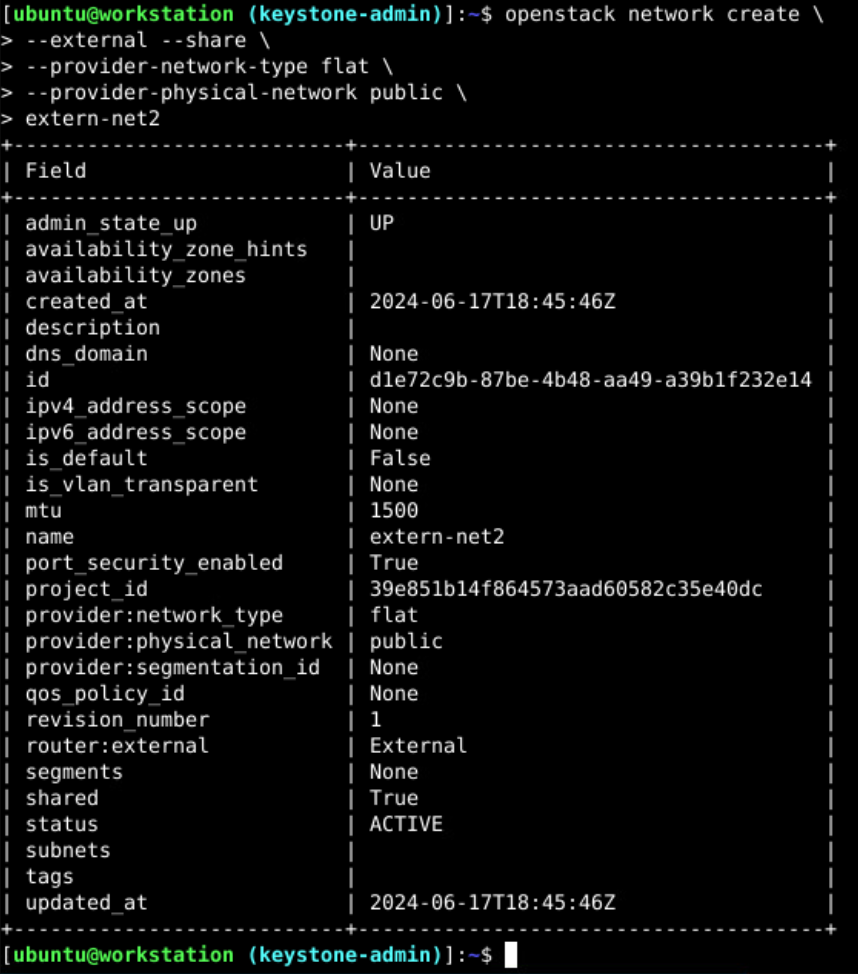 [ubuntu@workstation (keystone-admin)]:~$ openstack network create \
> --external --share \
> --provider-network-type flat \
> --provider-physical-network public \
> extern-net2
+---------------------------+--------------------------------------+
| Field                     | Value                                |
+---------------------------+--------------------------------------+
| admin_state_up            | UP                                   |
| availability_zone_hints   |                                      |
| availability_zones        |                                      |
| created_at                | 2024-06-17T18:45:46Z                 |
| description               |                                      |
| dns_domain                | None                                 |
| id                        | d1e72c9b-87be-4b48-aa49-a39b1f232e14 |
| ipv4_address_scope        | None                                 |
| ipv6_address_scope        | None                                 |
| is_default                | False                                |
| is_vlan_transparent       | None                                 |
| mtu                       | 1500                                 |
| name                      | extern-net2                          |
| port_security_enabled     | True                                 |
| project_id                | 39e851b14f864573aad60582c35e40dc     |
| provider:network_type     | flat                                 |
| provider:physical_network | public                               |
| provider:segmentation_id  | None                                 |
| qos_policy_id             | None                                 |
| revision_number           | 1                                    |
| router:external           | External                             |
| segments                  | None                                 |
| shared                    | True                                 |
| status                    | ACTIVE                               |
| subnets                   |                                      |
| tags                      |                                      |
| updated_at                | 2024-06-17T18:45:46Z                 |
+---------------------------+--------------------------------------+
[ubuntu@workstation (keystone-admin)]:~$